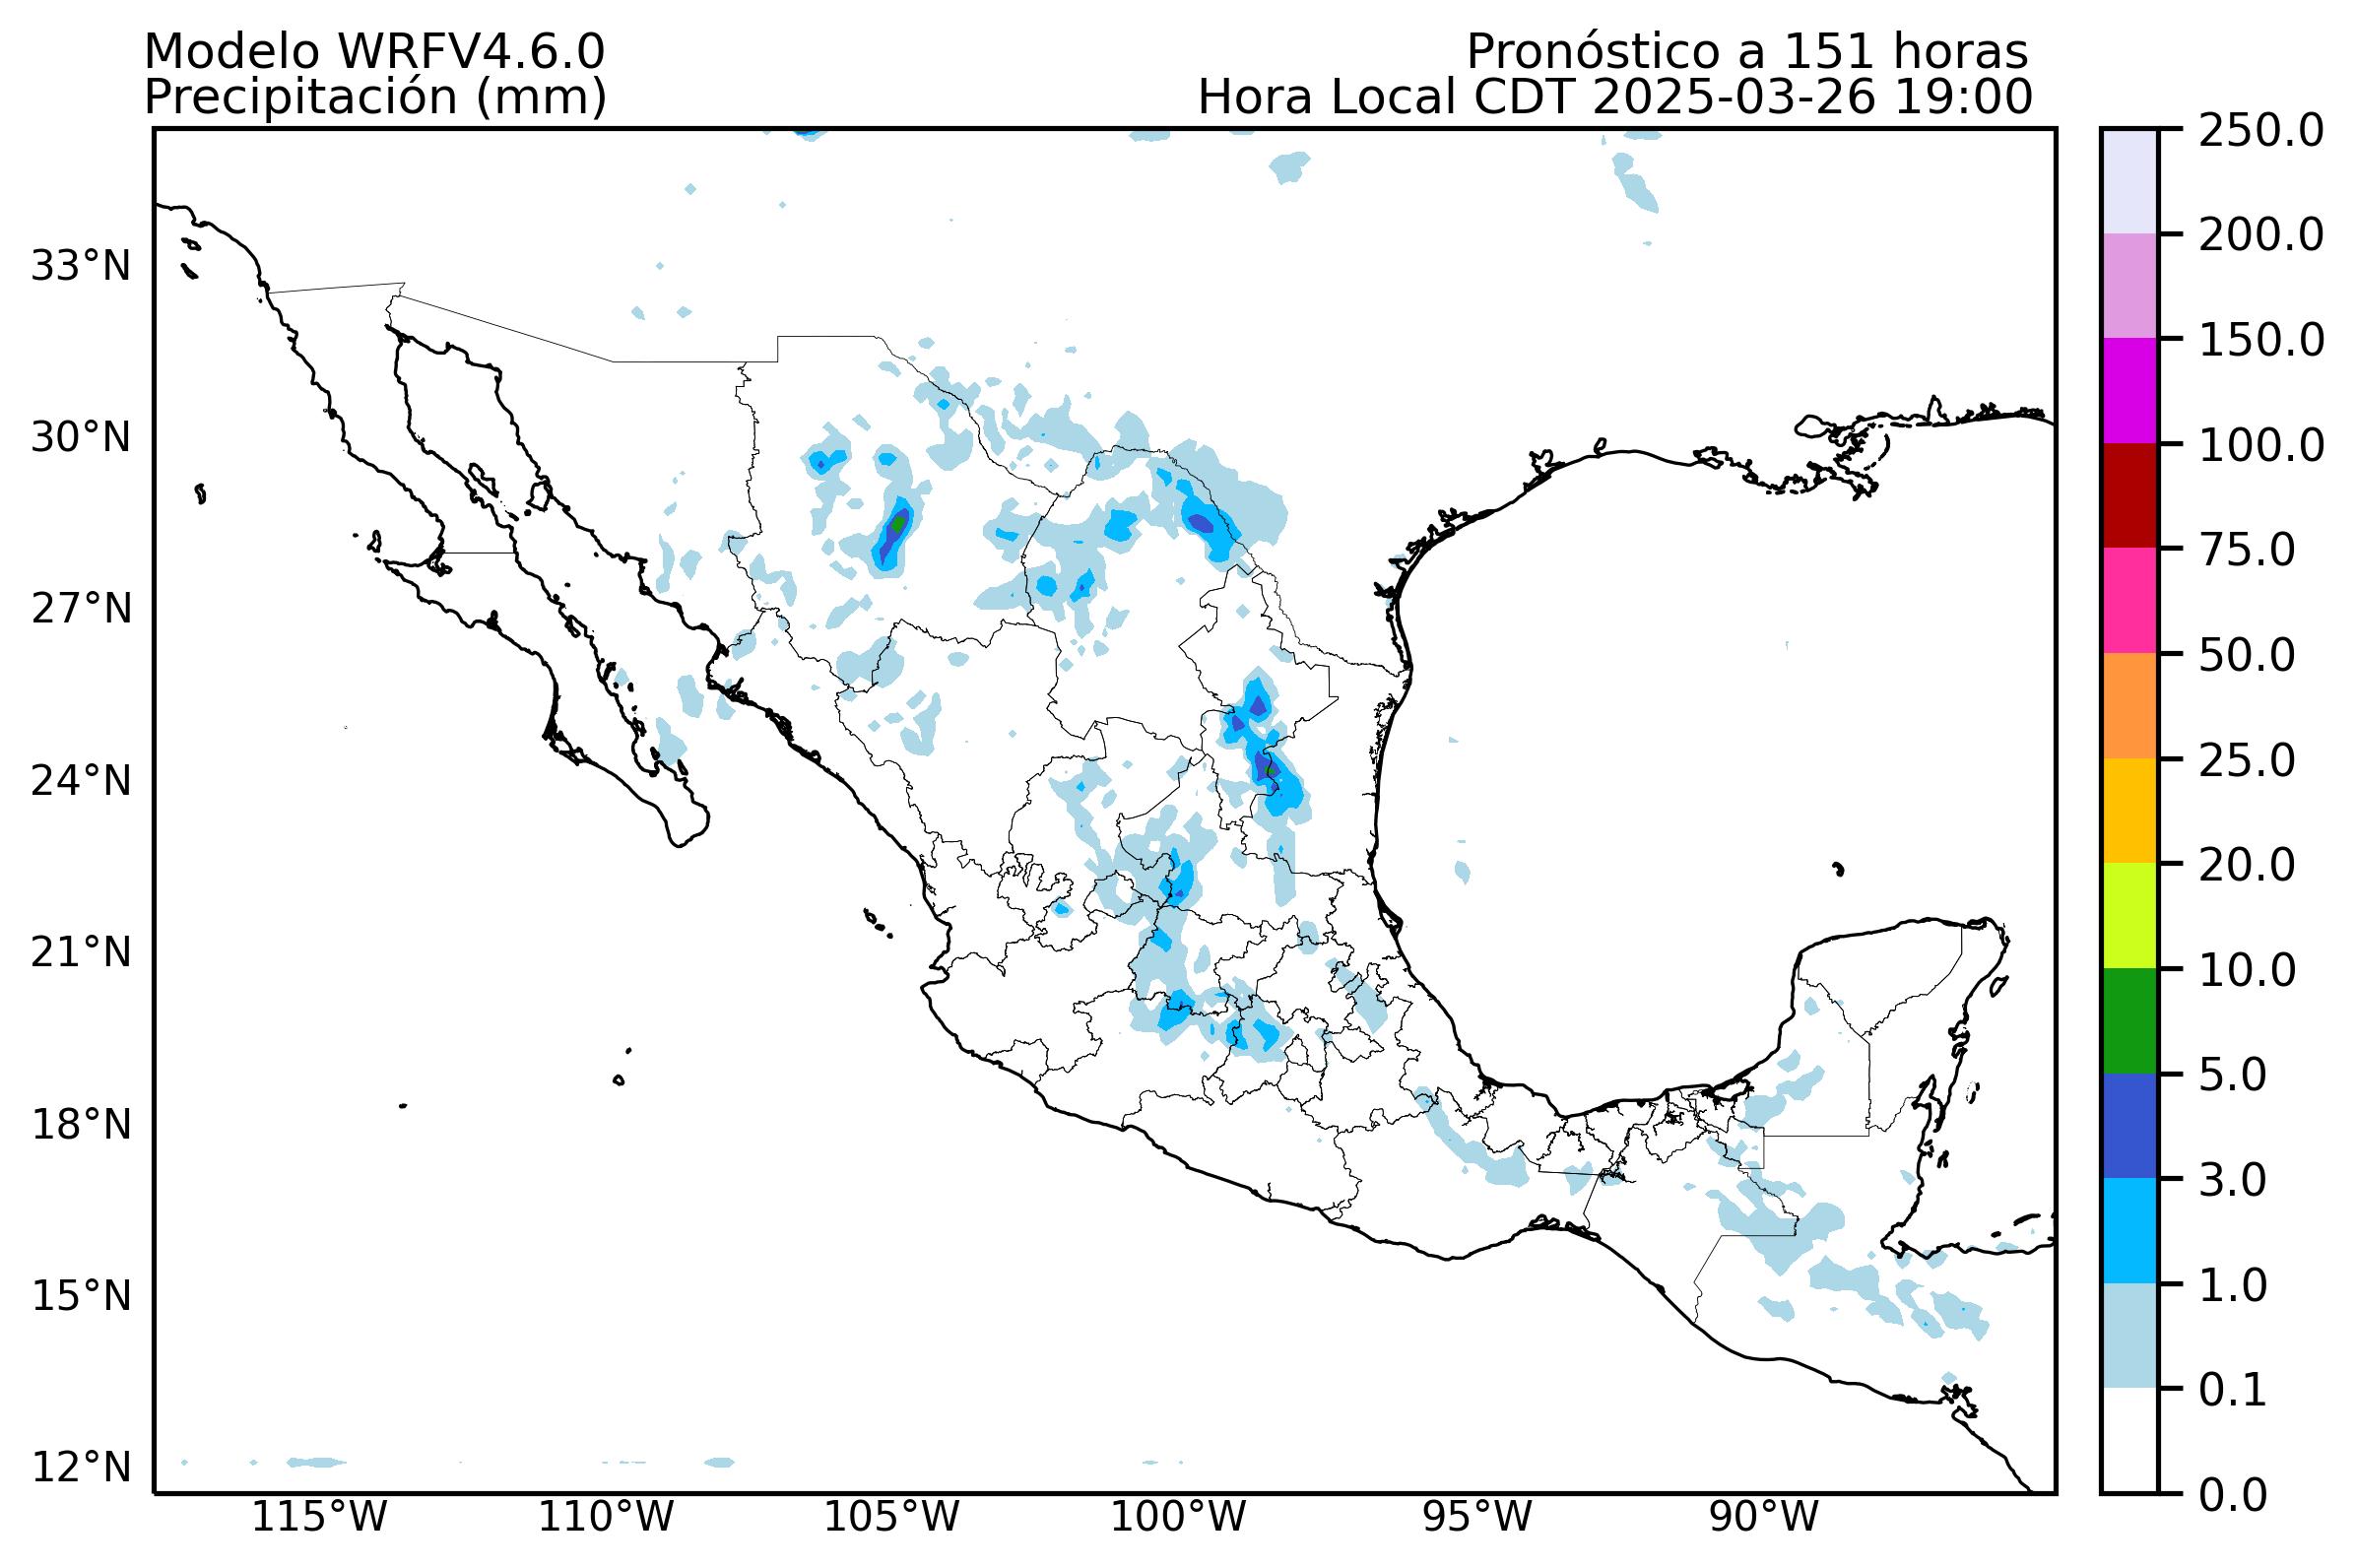 Modelo WRFV4.6.0
Precipitación (mm)
Pronóstico a 151 horas
Hora Local CDT 2025-03-26 19:00
33°N
30°N
27°N
24°N
21°N
18°N
15°N
12°N
115°W
110°W
105°W
100°W
95°W
90°W
250.0
200.0
150.0
100.0
75.0
50.0
25.0
20.0
10.0
5.0
3.0
1.0
0.1
0.0